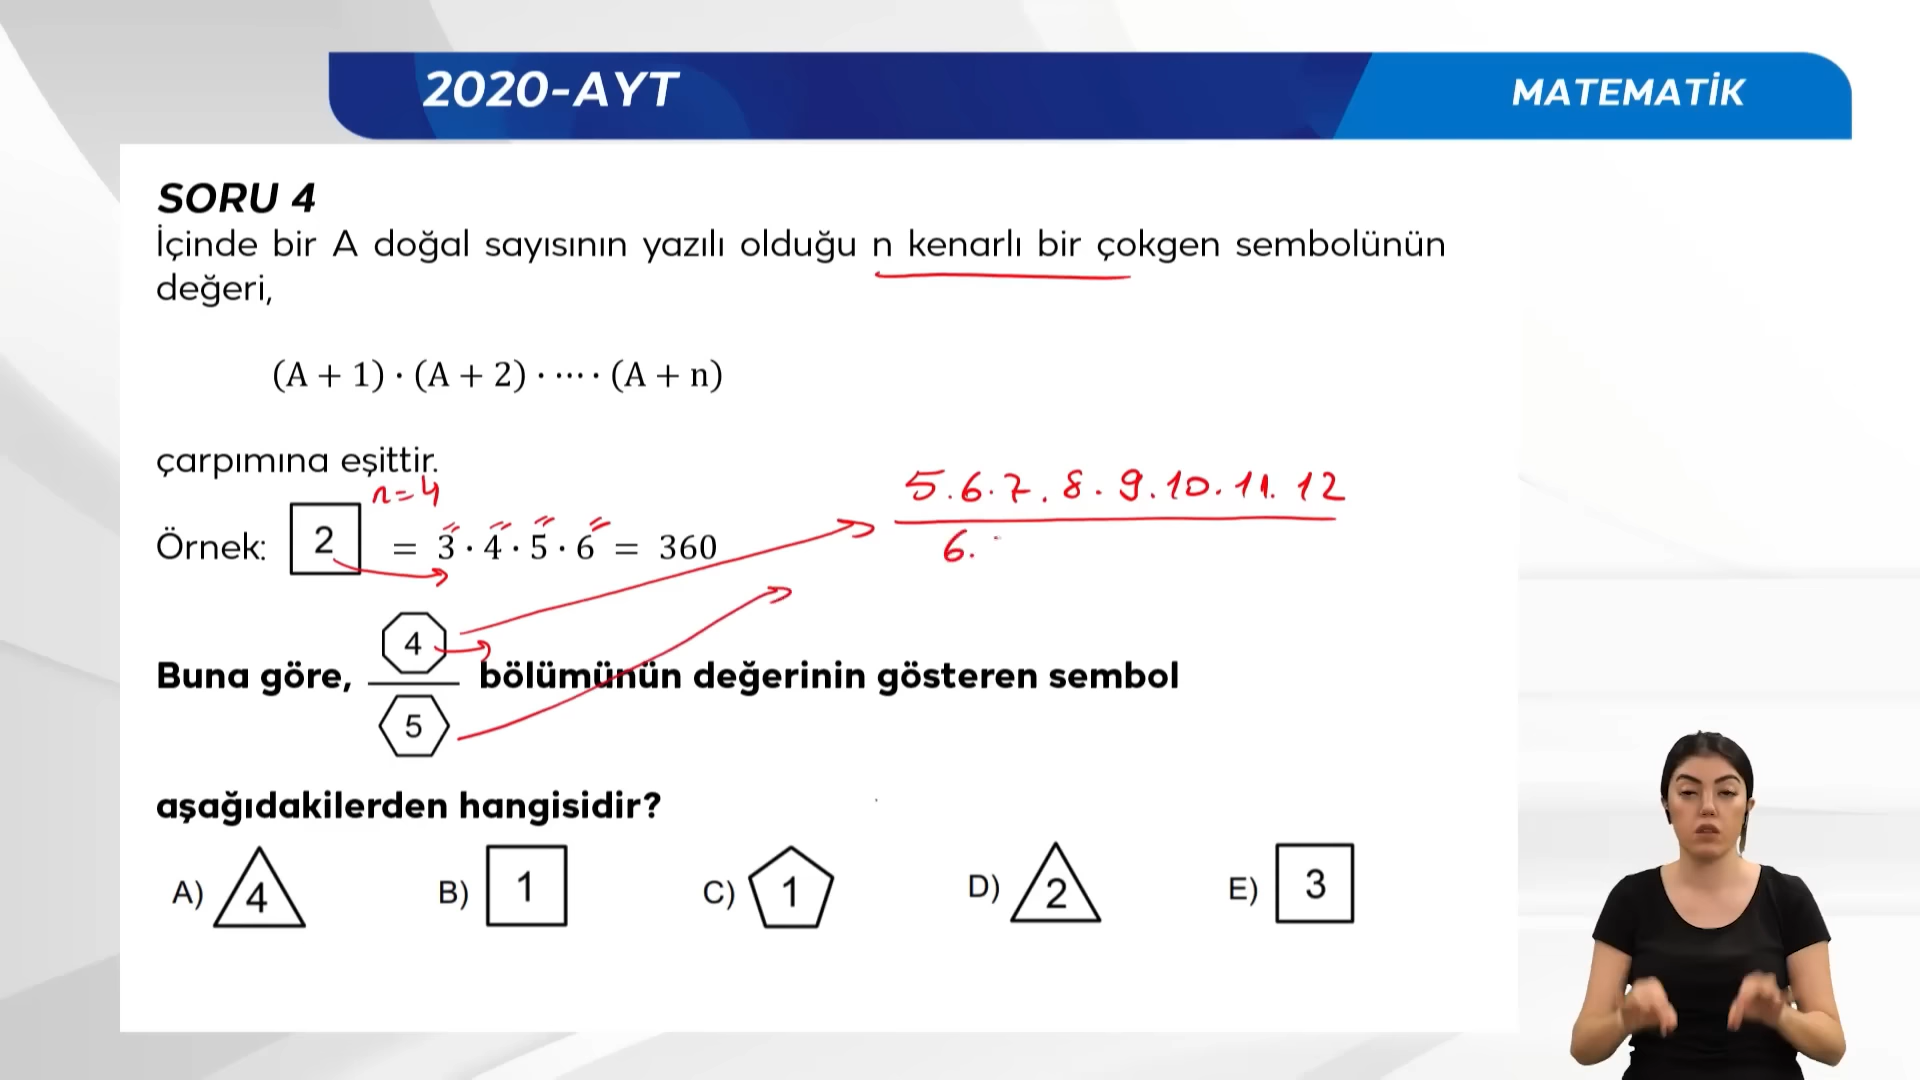 2020-AYT
MATEMATİK
SORU 4
İçinde bir A doğal sayısının yazılı olduğu n kenarlı bir çokgen sembolünün
değeri,
(A + 1) · (A + 2) · ···· · (A + n)
çarpımına eşittir.
n=4
Örnek: 2 = 3 · 4 · 5 · 6 = 360
5.6.7.8.9.10.11.12
6.
4
Buna göre, bölümünün değerinin gösteren sembol
5
aşağıdakilerden hangisidir?
A) 4 B) 1 C) 1 D) 2 E) 3